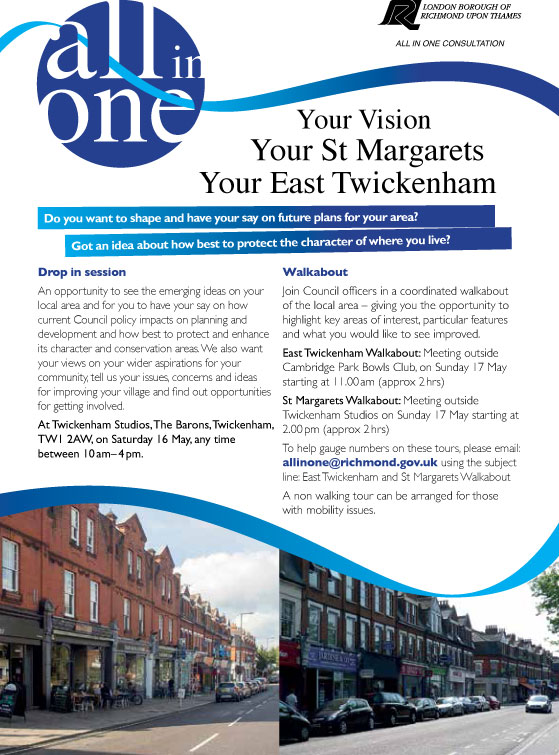 all in
one
LONDON BOROUGH OF
RICHMOND UPON THAMES
ALL IN ONE CONSULTATION
Your Vision
Your St Margarets
Your East Twickenham
Do you want to shape and have your say on future plans for your area?
Got an idea about how best to protect the character of where you live?
Drop in session
An opportunity to see the emerging ideas on your
local area and for you to have your say on how
current Council policy impacts on planning and
development and how best to protect and enhance
its character and conservation areas. We also want
your views on your wider aspirations for your
community, tell us your issues, concerns and ideas
for improving your village and find out opportunities
for getting involved.
At Twickenham Studios, The Barons, Twickenham,
TW1 2AW, on Saturday 16 May, any time
between 10am–4pm.
Walkabout
Join Council officers in a coordinated walkabout
of the local area – giving you the opportunity to
highlight key areas of interest, particular features
and what you would like to see improved.
East Twickenham Walkabout: Meeting outside
Cambridge Park Bowls Club, on Sunday 17 May
starting at 11.00am (approx 2hrs)
St Margarets Walkabout: Meeting outside
Twickenham Studios on Sunday 17 May starting at
2.00pm (approx 2hrs)
To help gauge numbers on these tours, please email:
allinone@richmond.gov.uk using the subject
line: East Twickenham and St Margarets Walkabout
A non walking tour can be arranged for those
with mobility issues.